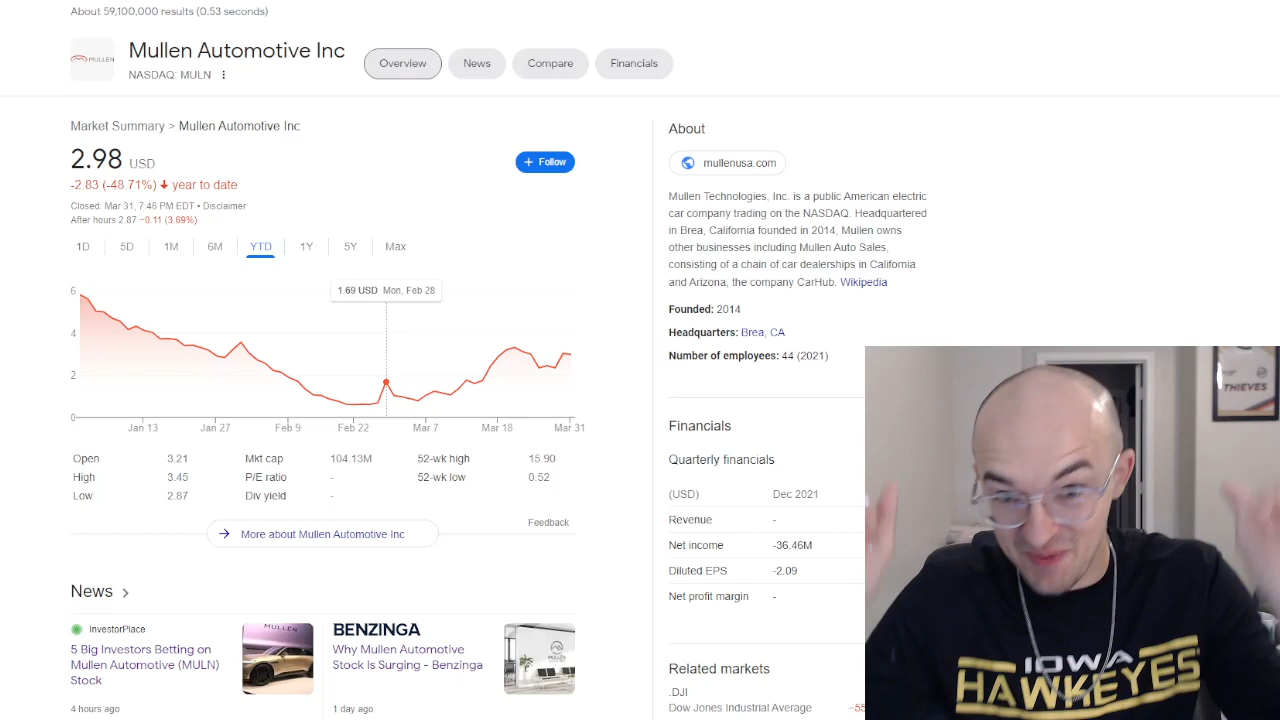 About 59,100,000 results (0.53 seconds)
MULLEN
Mullen Automotive Inc
NASDAQ: MULN
Overview
News
Compare
Financials
Market Summary > Mullen Automotive Inc
2.98 USD
+ Follow
-2.83 (-48.71%) ↓ year to date
Closed: Mar 31, 7:46 PM EDT • Disclaimer
After hours 2.87 −0.11 (3.69%)
1D 5D 1M 6M YTD 1Y 5Y Max
1.69 USD Mon, Feb 28
6
4
2
0
Jan 13 Jan 27 Feb 9 Feb 22 Mar 7 Mar 18 Mar 31
Open 3.21 Mkt cap 104.13M 52-wk high 15.90
High 3.45 P/E ratio - 52-wk low 0.52
Low 2.87 Div yield -
Feedback
→ More about Mullen Automotive Inc
News >
InvestorPlace
5 Big Investors Betting on
Mullen Automotive (MULN)
Stock
4 hours ago
MULLEN
BENZINGA
Why Mullen Automotive
Stock Is Surging - Benzinga
1 day ago
About
mullenusa.com
Mullen Technologies, Inc. is a public American electric
car company trading on the NASDAQ. Headquartered
in Brea, California founded in 2014, Mullen owns
other businesses including Mullen Auto Sales,
consisting of a chain of car dealerships in California
and Arizona, the company CarHub. Wikipedia
Founded: 2014
Headquarters: Brea, CA
Number of employees: 44 (2021)
Financials
Quarterly financials
(USD) Dec 2021
Revenue -
Net income -36.46M
Diluted EPS -2.09
Net profit margin -
Related markets
.DJI
Dow Jones Industrial Average
THIEVES
IOWA
HAWKEYES